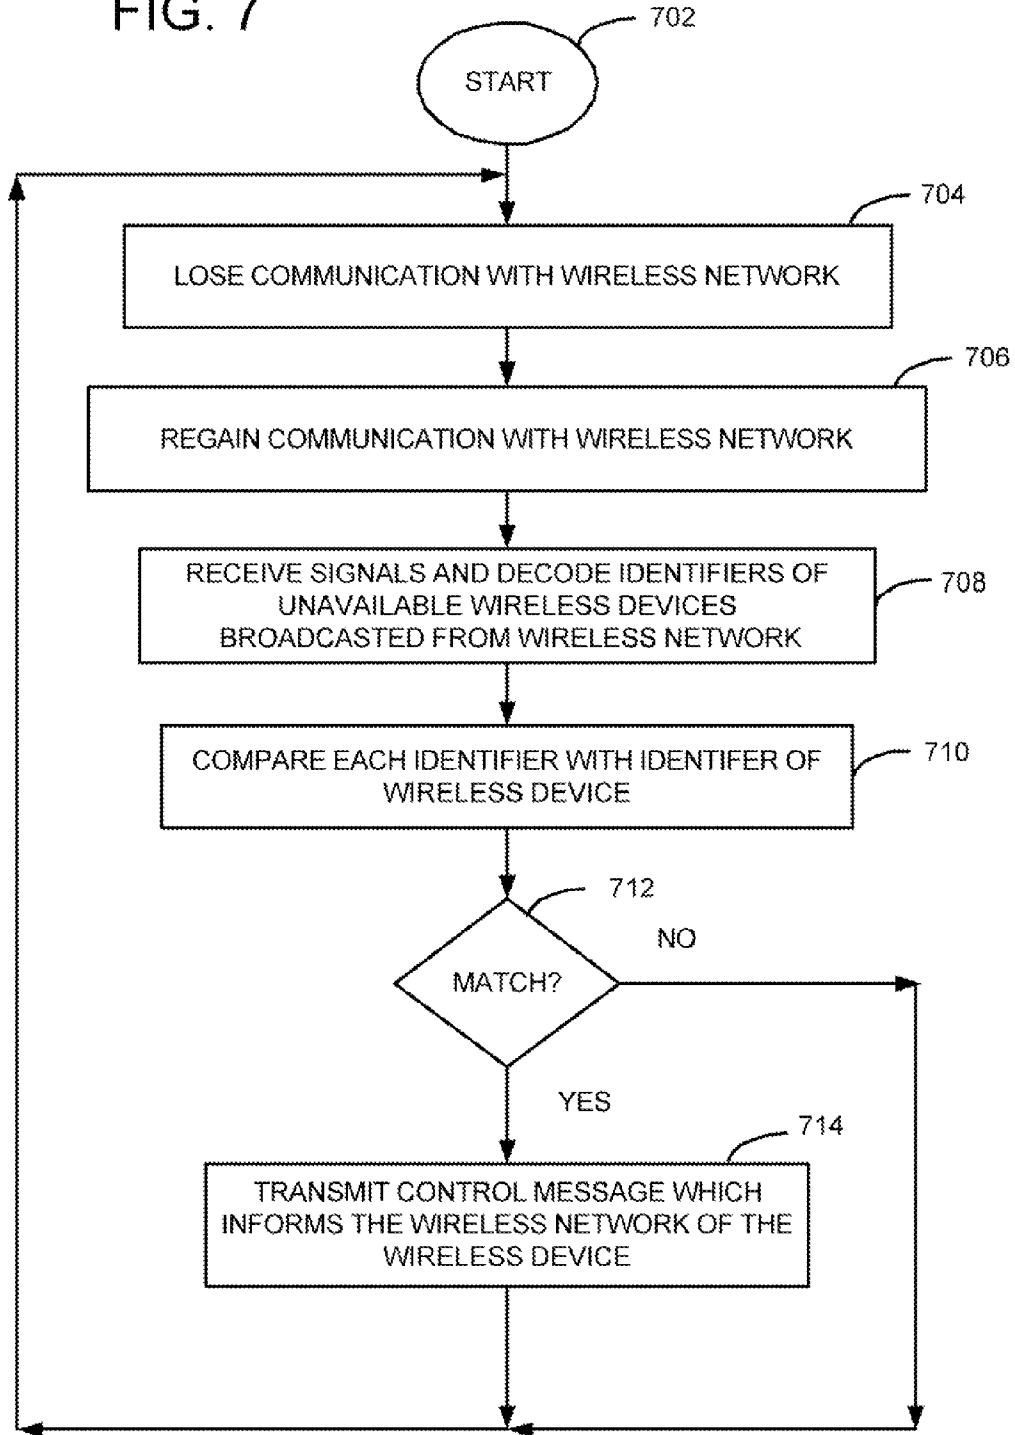 FIG. 7
702
START
704
LOSE COMMUNICATION WITH WIRELESS NETWORK
706
REGAIN COMMUNICATION WITH WIRELESS NETWORK
RECEIVE SIGNALS AND DECODE IDENTIFIERS OF
UNAVAILABLE WIRELESS DEVICES
BROADCASTED FROM WIRELESS NETWORK
708
COMPARE EACH IDENTIFIER WITH IDENTIFER OF
WIRELESS DEVICE
710
712
NO
MATCH?
YES
714
TRANSMIT CONTROL MESSAGE WHICH
INFORMS THE WIRELESS NETWORK OF THE
WIRELESS DEVICE